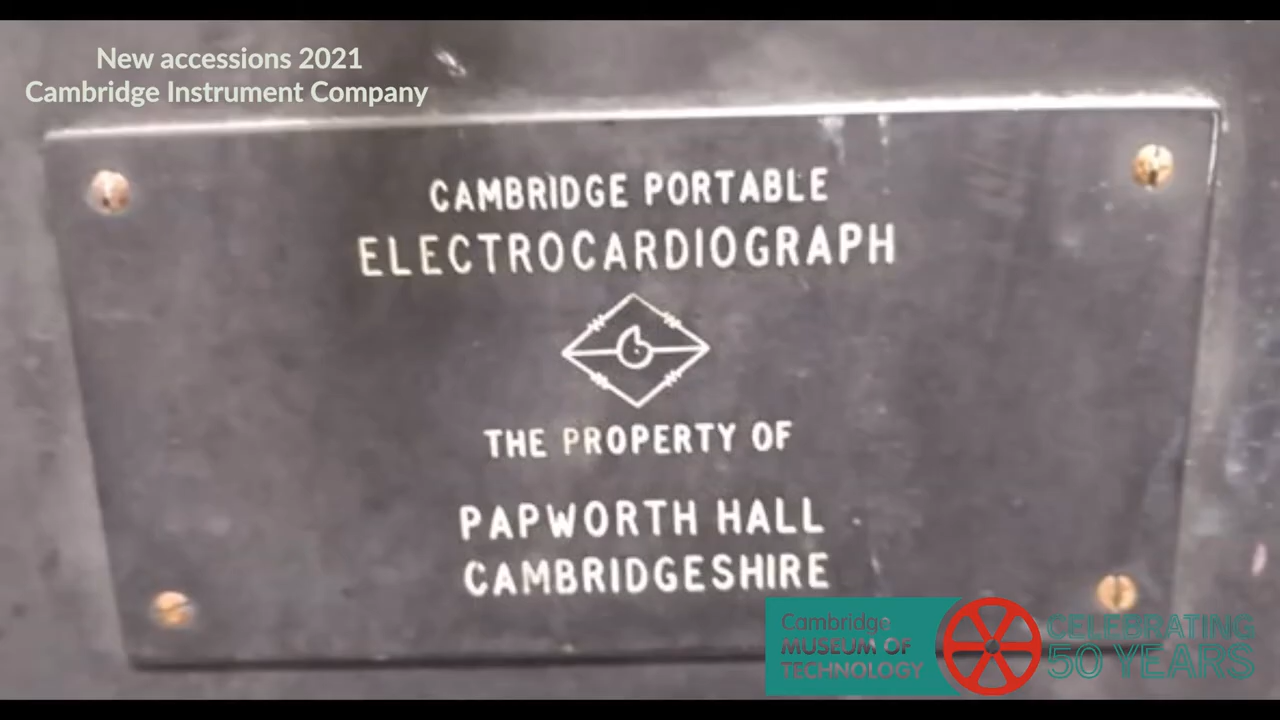 New accessions 2021
Cambridge Instrument Company
CAMBRIDGE PORTABLE
ELECTROCARDIOGRAPH
THE PROPERTY OF
PAPWORTH HALL
CAMBRIDGESHIRE
Cambridge
MUSEUM OF
TECHNOLOGY
CELEBRATING
50 YEARS